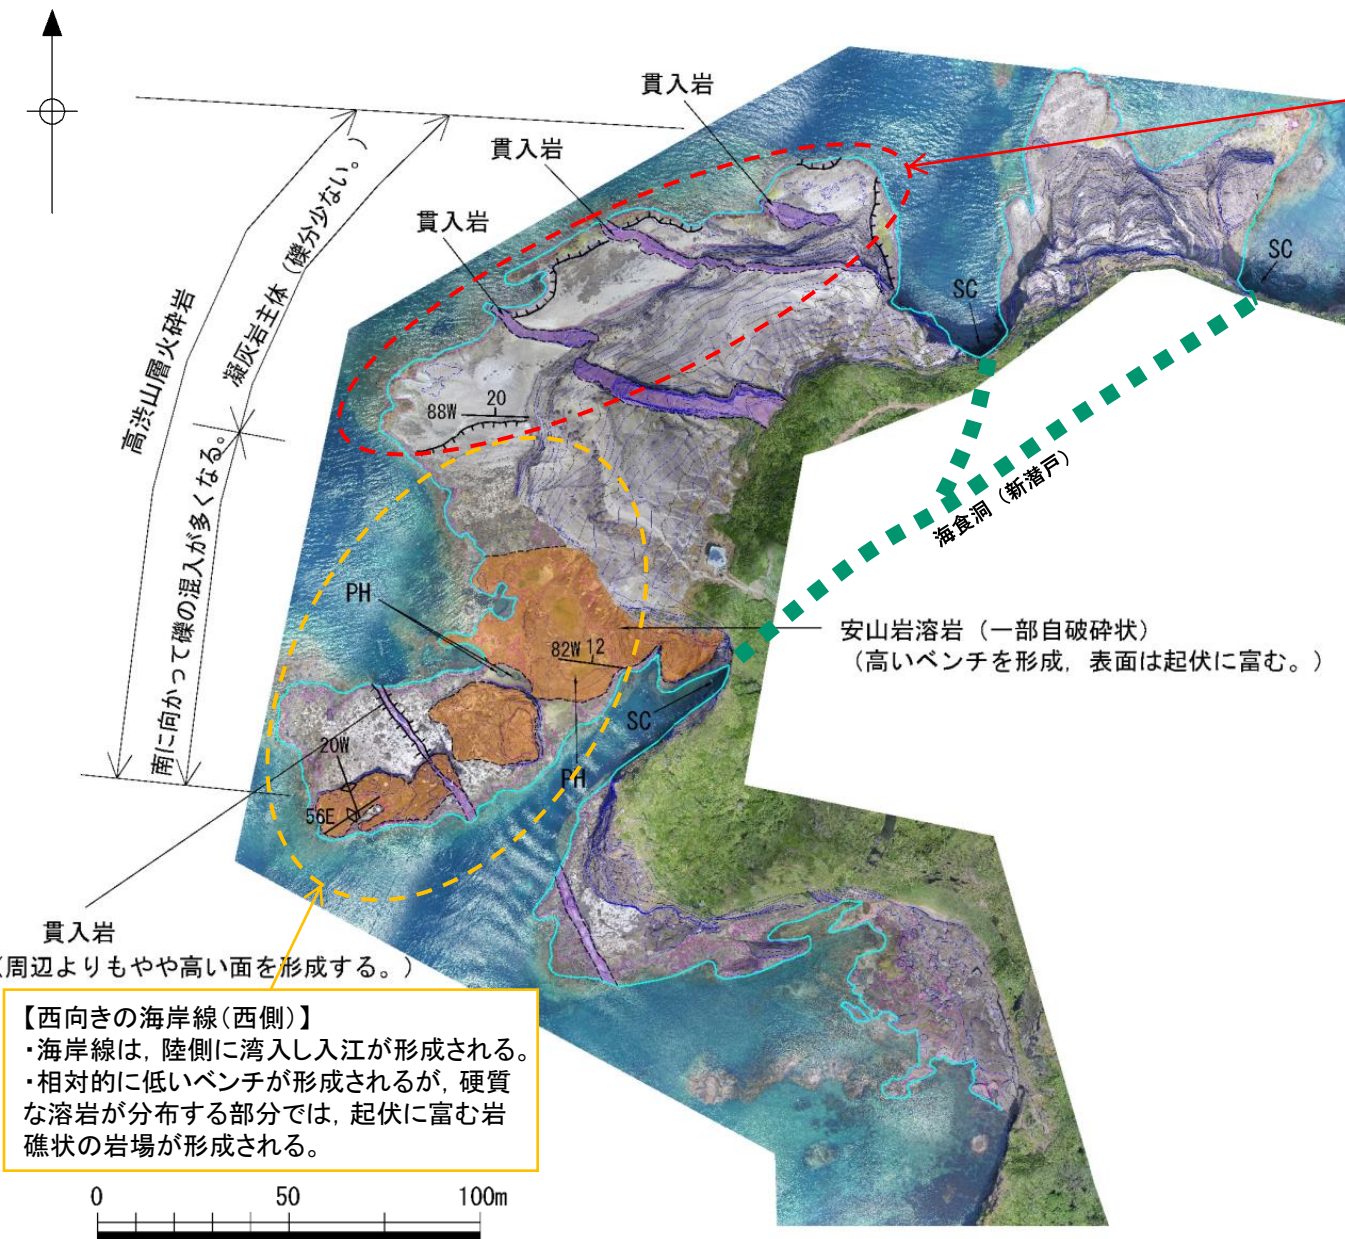 貫入岩
貫入岩
貫入岩
高渋山層火砕岩
凝灰岩主体（礫分少ない。）
南に向かって礫の混入が多くなる。
SC
SC
88W
20
海食洞（新潜戸）
PH
82W
12
安山岩溶岩（一部自破砕状）
（高いベンチを形成，表面は起伏に富む。）
SC
PH
20W
56E
貫入岩
（周辺よりもやや高い面を形成する。）
【西向きの海岸線(西側)】
・海岸線は，陸側に湾入し入江が形成される。
・相対的に低いベンチが形成されるが，硬質
な溶岩が分布する部分では，起伏に富む岩
礁状の岩場が形成される。
0
50
100m